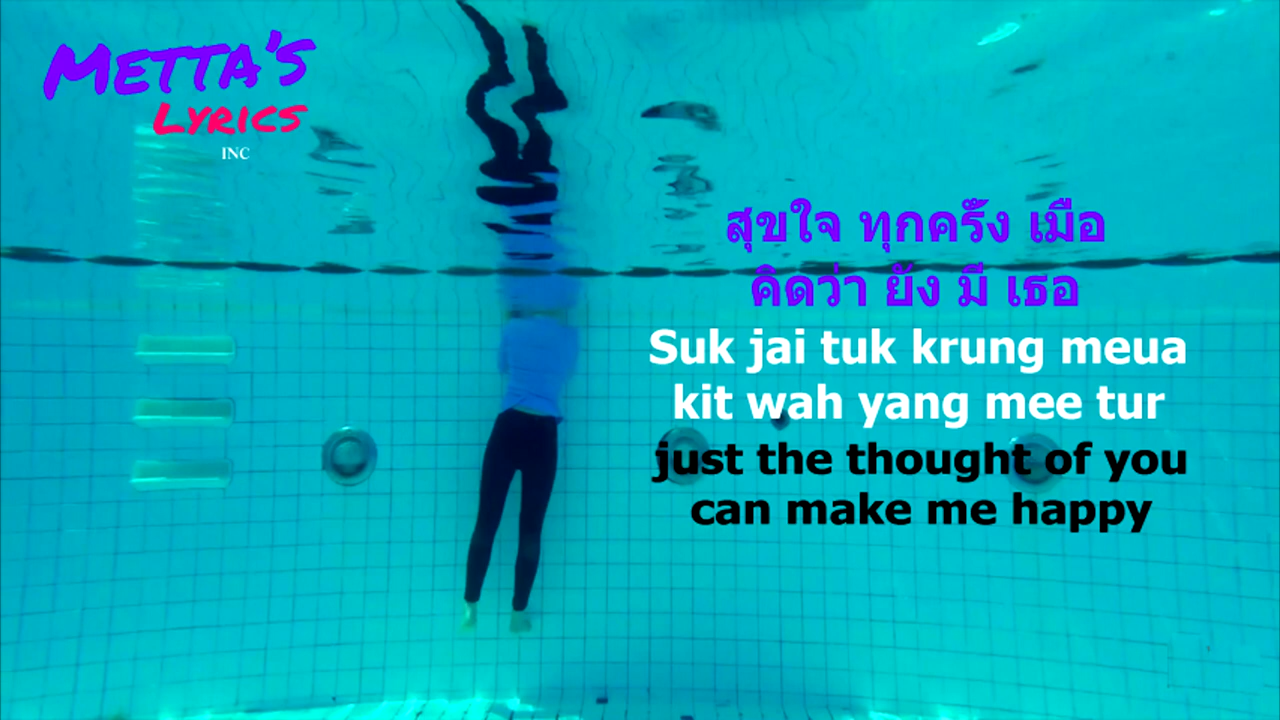 METTA'S
LYRICS
INC
สุขใจ ทุกครั้ง เมื่อ
คิดว่า ยัง มี เธอ
Suk jai tuk krung meua
kit wah yang mee tur
just the thought of you
can make me happy